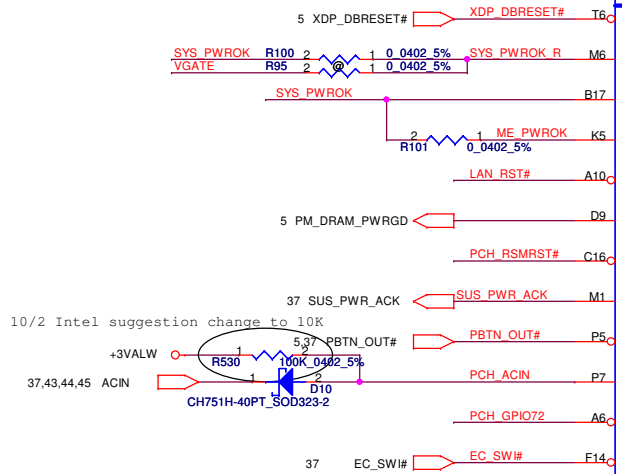 5 XDP_DBRESET# XDP_DBRESET# T6
SYS_PWROK R100 2 1 0_0402_5% SYS_PWROK_R M6
VGATE R95 2 @ 1 0_0402_5%
SYS_PWROK B17
2 1 ME_PWROK K5
R101 0_0402_5%
LAN_RST# A10
5 PM_DRAM_PWRGD D9
PCH_RSMRST# C16
37 SUS_PWR_ACK SUS_PWR_ACK M1
10/2 Intel suggestion change to 10K
5,37 PBTN_OUT# PBTN_OUT# P5
+3VALW 1 2
R530 100K_0402_5%
37,43,44,45 ACIN 1 2 PCH_ACIN P7
D10
CH751H-40PT_SOD323-2
PCH_GPIO72 A6
37 EC_SWI# EC_SWI# F14